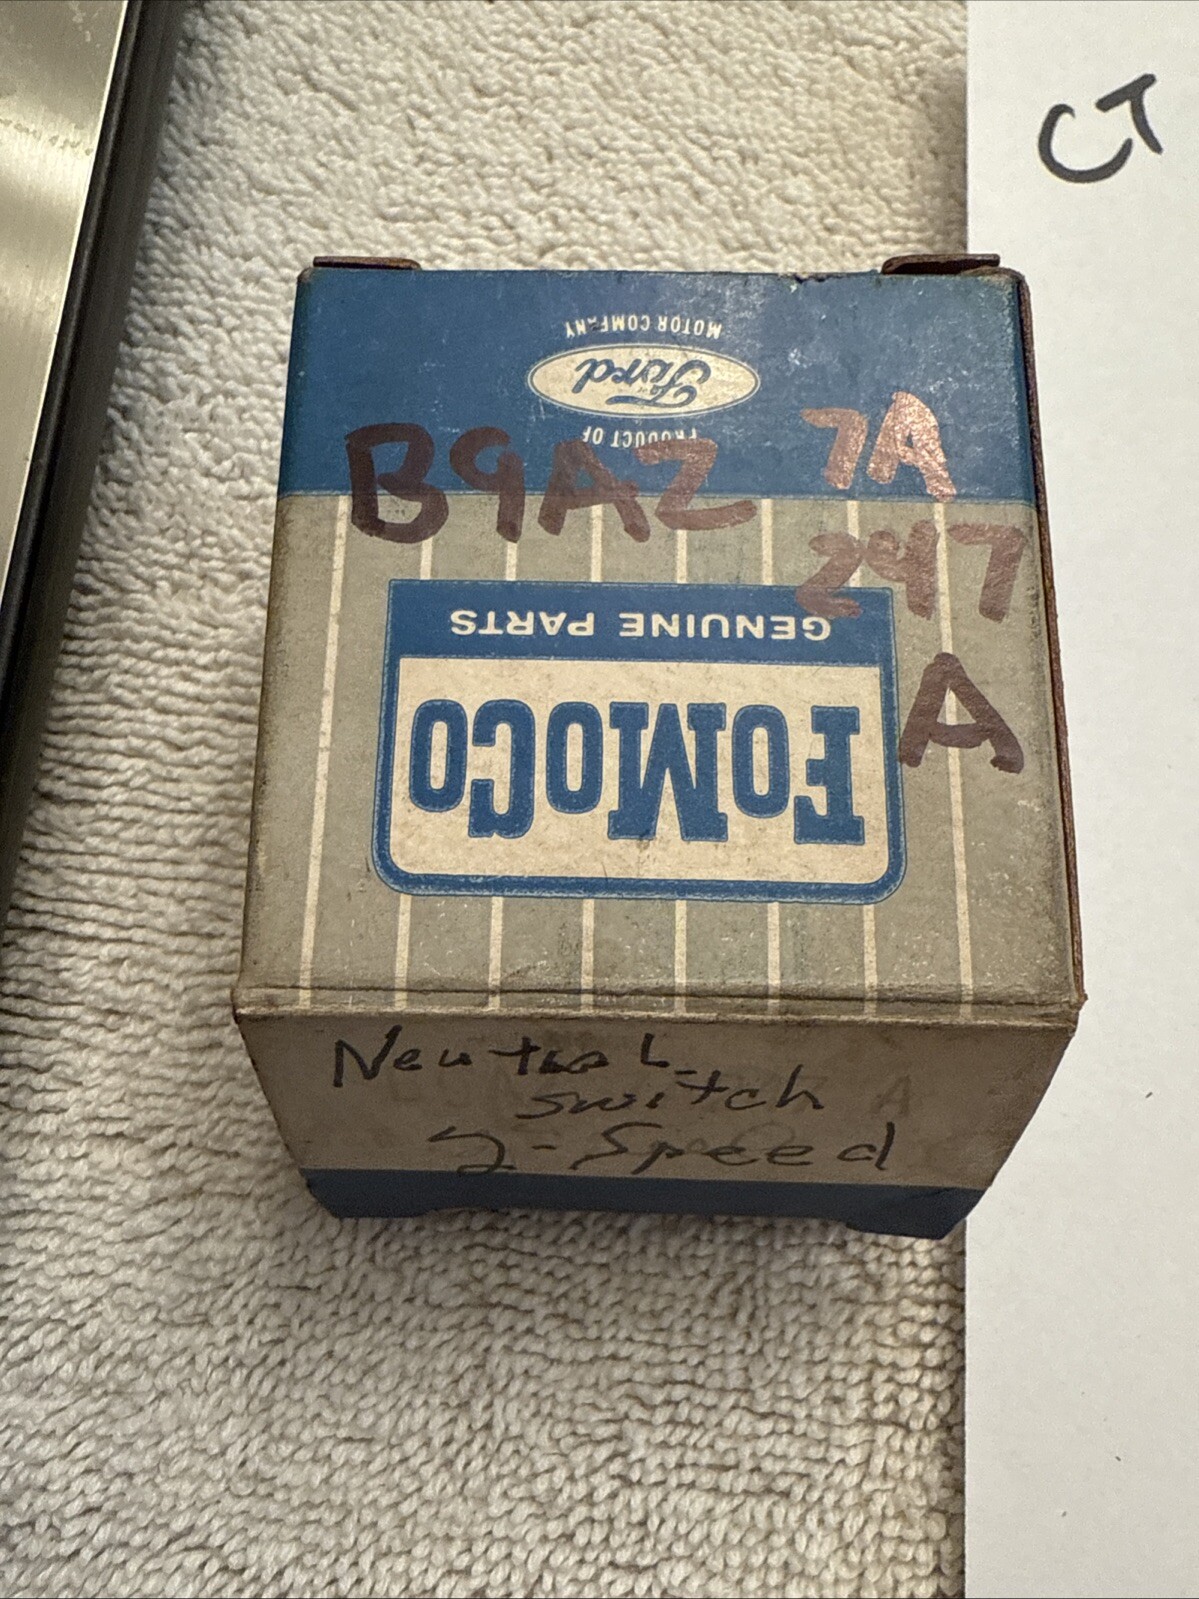 CT
PRODUCT OF
Ford
MOTOR COMPANY
B9AZ 7A
247
A
GENUINE PARTS
FOMOCO
Neutral
switch
2-Speed